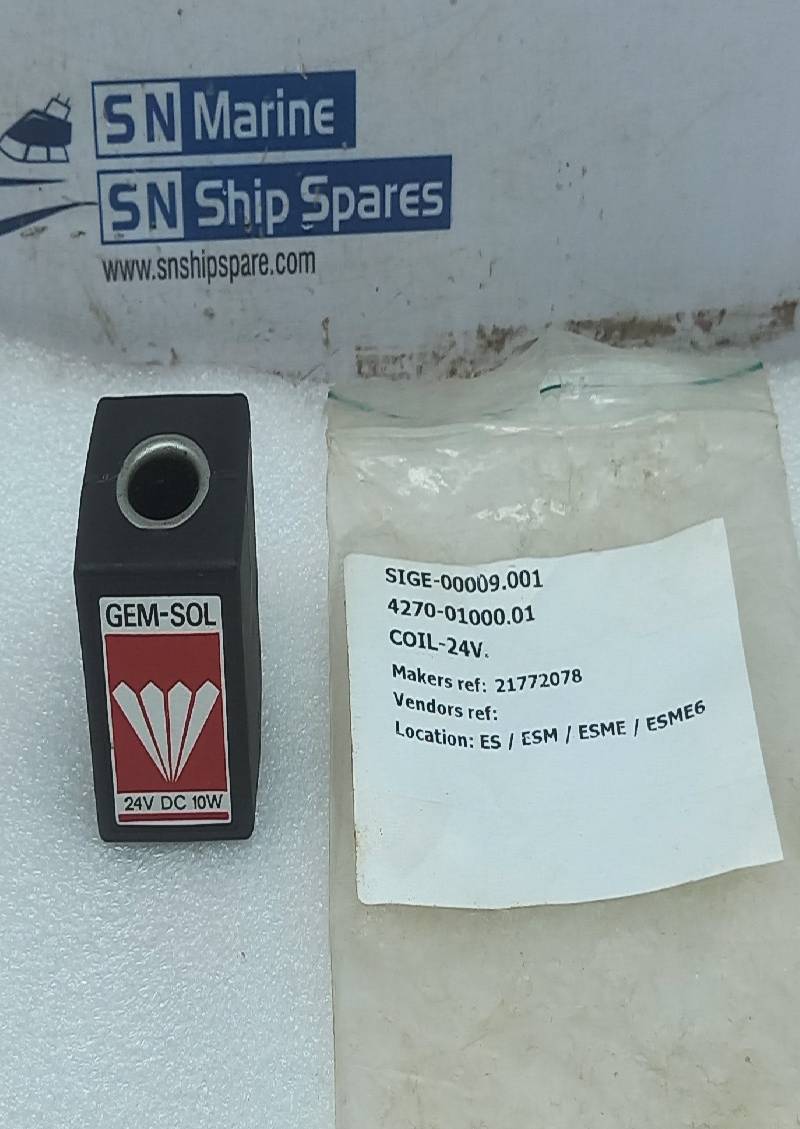 SN Marine
SN Ship Spares
www.snshipspare.com
GEM-SOL
24V DC 10W
SIGE-00009.001
4270-01000.01
COIL-24V.
Makers ref: 21772078
Vendors ref:
Location: ES / ESM / ESME / ESME6